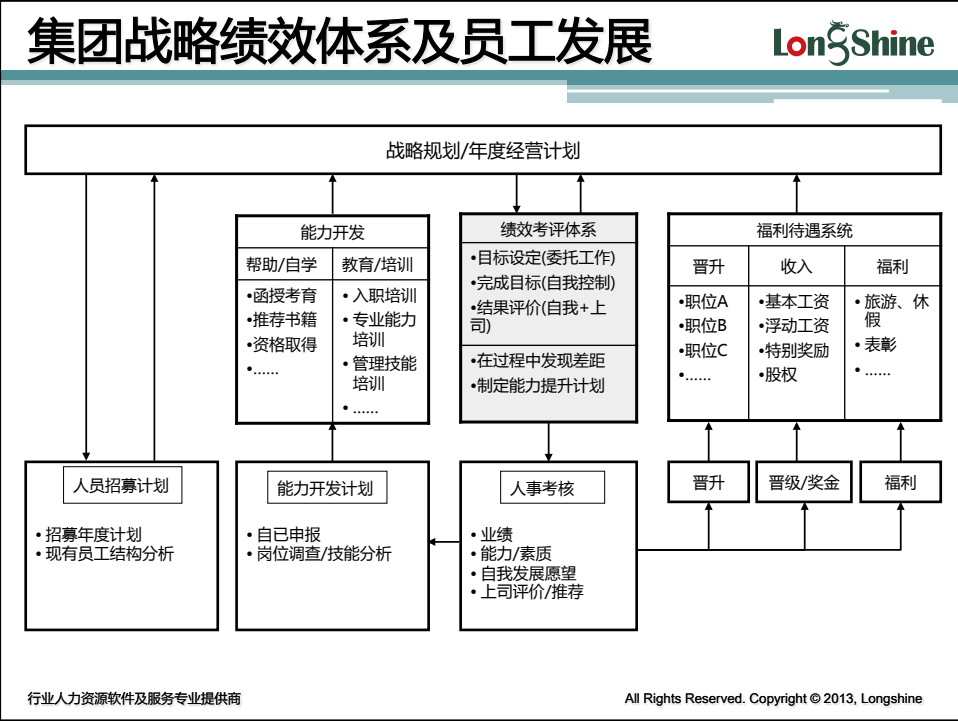 集团战略绩效体系及员工发展
LongShine
战略规划/年度经营计划
能力开发
帮助/自学
•函授考育
•推荐书籍
•资格取得
•......
教育/培训
• 入职培训
• 专业能力
培训
• 管理技能
培训
• ......
绩效考评体系
•目标设定(委托工作)
•完成目标(自我控制)
•结果评价(自我+上
司)
•在过程中发现差距
•制定能力提升计划
福利待遇系统
晋升
•职位A
•职位B
•职位C
•......
收入
•基本工资
•浮动工资
•特别奖励
•股权
福利
• 旅游、休
假
• 表彰
• ......
人员招募计划
• 招募年度计划
• 现有员工结构分析
能力开发计划
• 自已申报
• 岗位调查/技能分析
人事考核
• 业绩
• 能力/素质
• 自我发展愿望
• 上司评价/推荐
晋升
晋级/奖金
福利
行业人力资源软件及服务专业提供商
All Rights Reserved. Copyright © 2013, Longshine